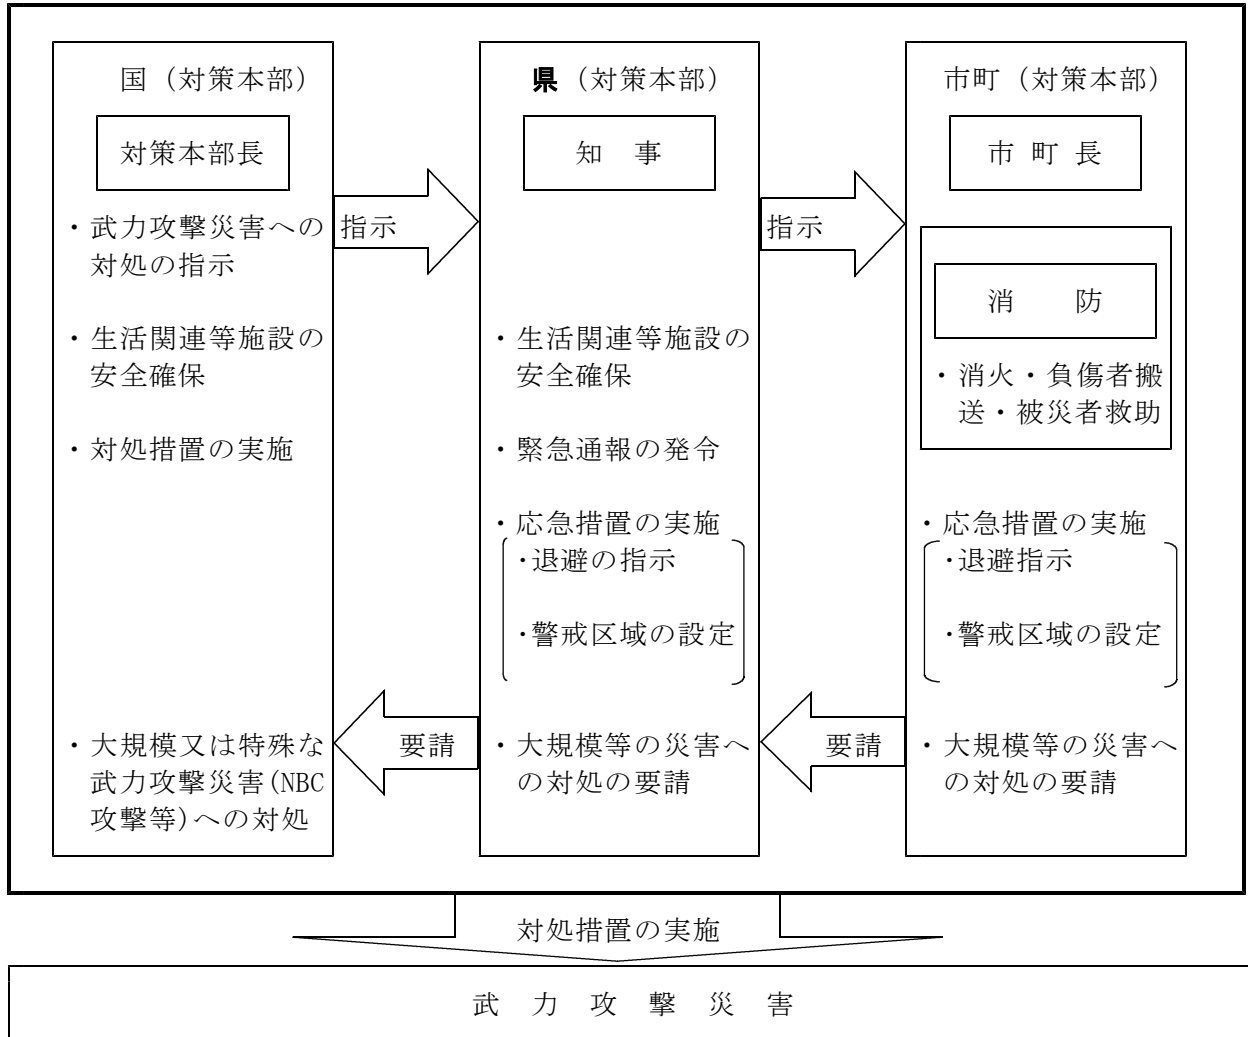 国（対策本部）
対策本部長
・武力攻撃災害への
対処の指示
・生活関連等施設の
安全確保
・対処措置の実施
・大規模又は特殊な
武力攻撃災害(NBC
攻撃等)への対処
指示
要請
県（対策本部）
知　事
・生活関連等施設の
安全確保
・緊急通報の発令
・応急措置の実施
・退避の指示
・警戒区域の設定
・大規模等の災害へ
の対処の要請
指示
要請
市町（対策本部）
市 町 長
消　　防
・消火・負傷者搬
送・被災者救助
・応急措置の実施
・退避指示
・警戒区域の設定
・大規模等の災害へ
の対処の要請
対処措置の実施
武　力　攻　撃　災　害